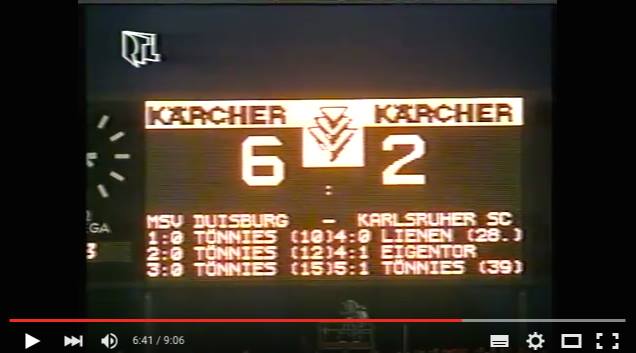 RTL
KÄRCHER KÄRCHER
6 : 2
MSV DUISBURG - KARLSRUHER SC
1:0 TÖNNIES (10)4:0 LIENEN (28.)
2:0 TÖNNIES (12)4:1 EIGENTOR
3:0 TÖNNIES (15)5:1 TÖNNIES (39)
6:41 / 9:06